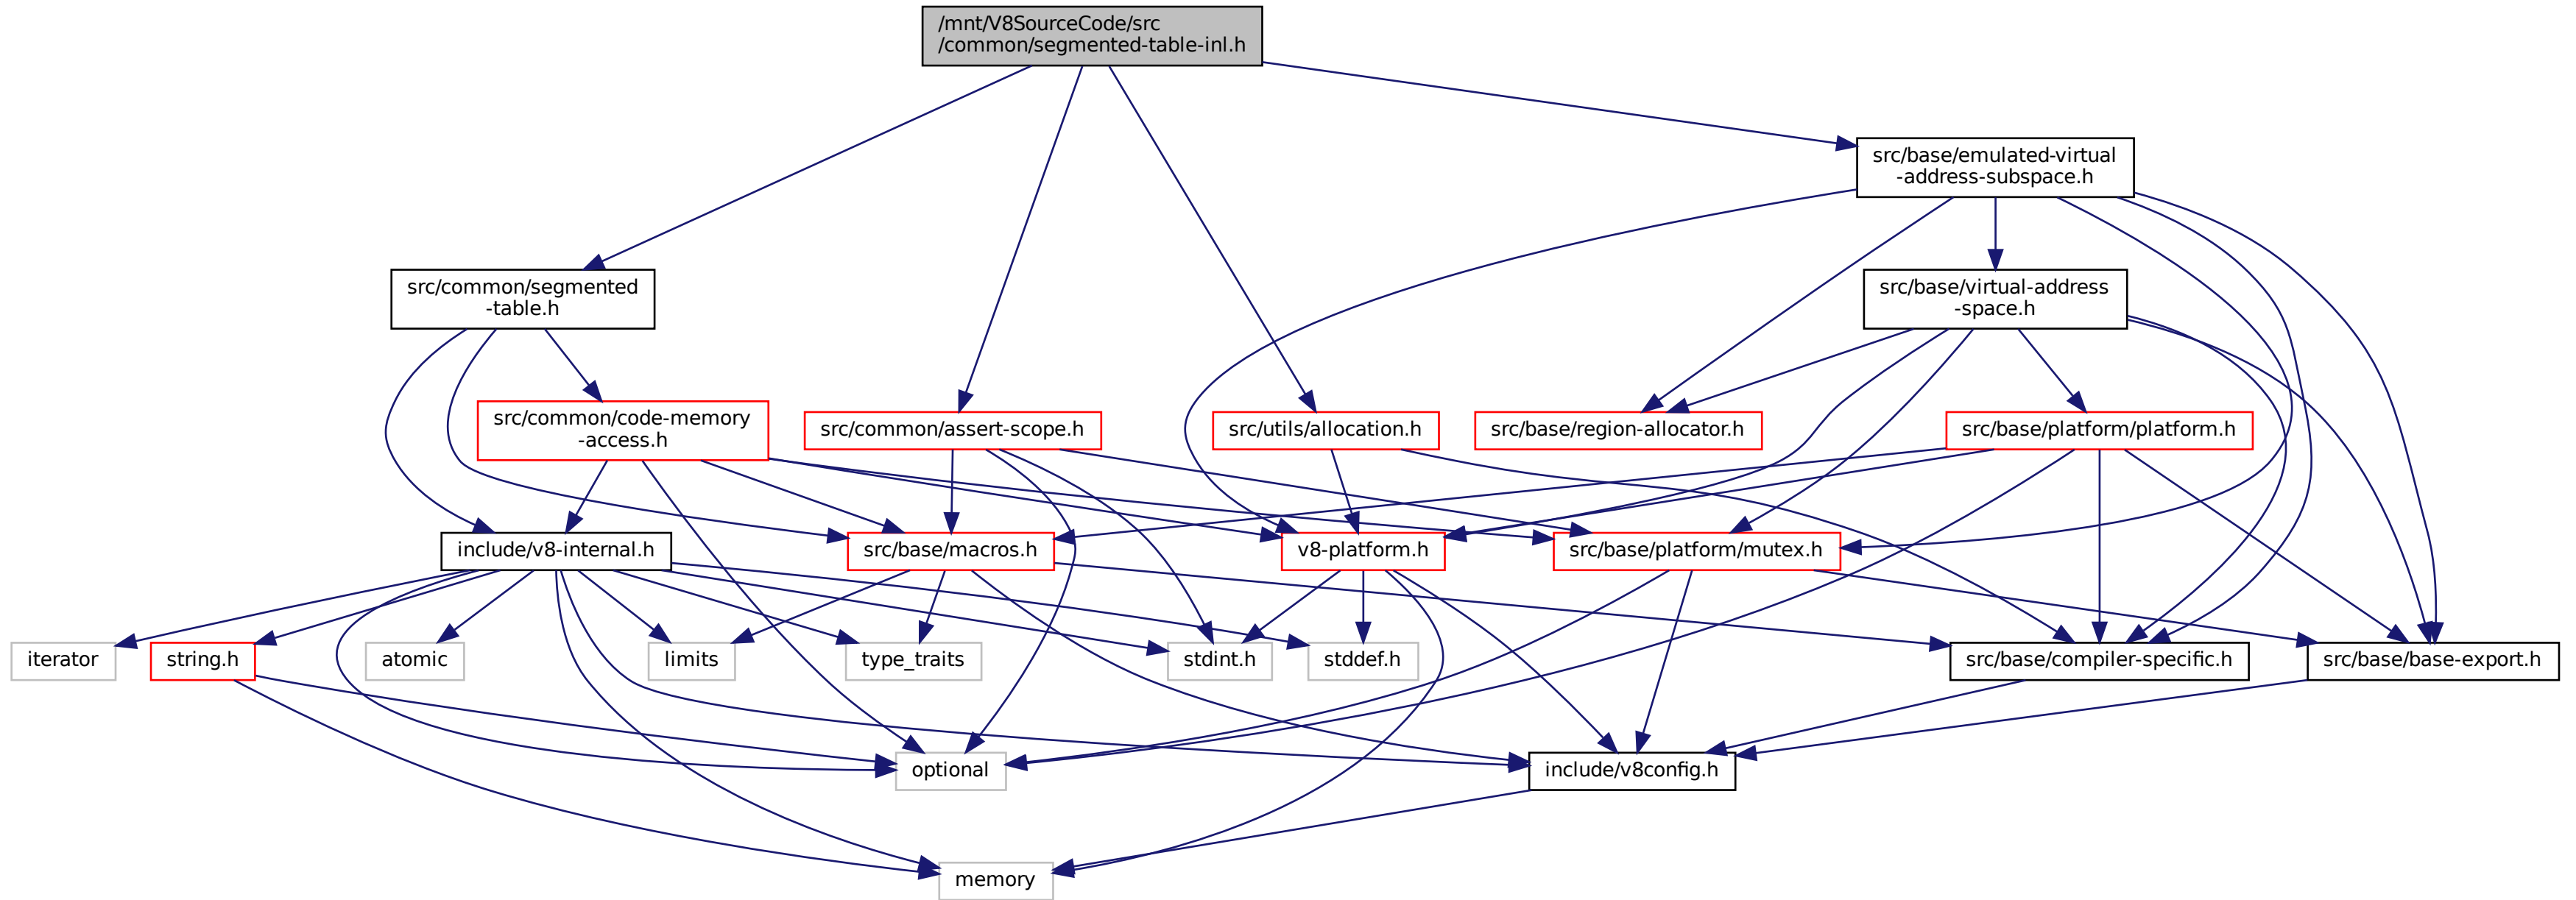 /mnt/V8SourceCode/src
/common/segmented-table-inl.h
src/base/emulated-virtual
-address-subspace.h
src/common/segmented
-table.h
src/base/virtual-address
-space.h
src/common/code-memory
-access.h
src/common/assert-scope.h
src/utils/allocation.h
src/base/region-allocator.h
src/base/platform/platform.h
include/v8-internal.h
src/base/macros.h
v8-platform.h
src/base/platform/mutex.h
iterator
string.h
atomic
limits
type_traits
stdint.h
stddef.h
src/base/compiler-specific.h
src/base/base-export.h
optional
include/v8config.h
memory